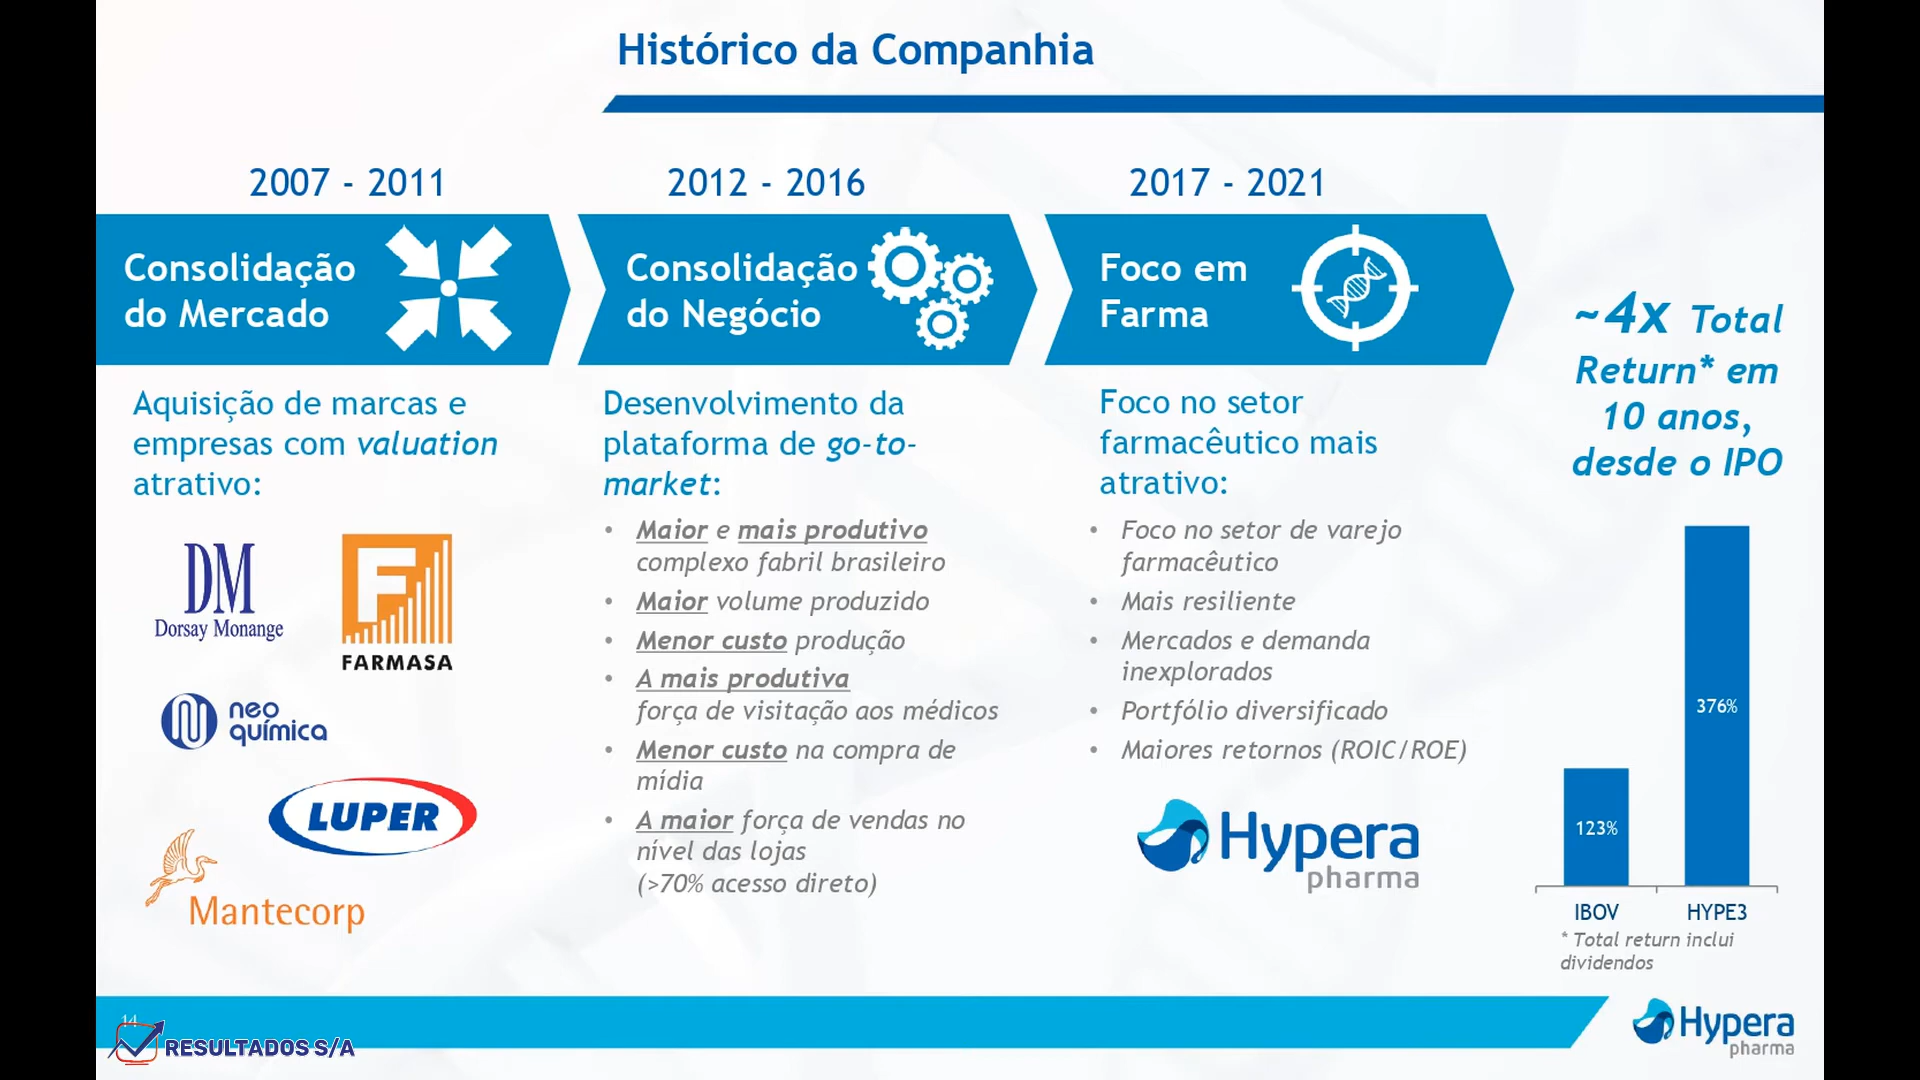 Histórico da Companhia
2007 - 2011
Consolidação
do Mercado
Aquisição de marcas e
empresas com valuation
atrativo:
DM
Dorsay Monange
F
FARMASA
neo
química
LUPER
Mantecorp
2012 - 2016
Consolidação
do Negócio
Desenvolvimento da
plataforma de go-to-
market:
• Maior e mais produtivo
complexo fabril brasileiro
• Maior volume produzido
• Menor custo produção
• A mais produtiva
força de visitação aos médicos
• Menor custo na compra de
mídia
• A maior força de vendas no
nível das lojas
(>70% acesso direto)
2017 - 2021
Foco em
Farma
Foco no setor
farmacêutico mais
atrativo:
• Foco no setor de varejo
farmacêutico
• Mais resiliente
• Mercados e demanda
inexplorados
• Portfólio diversificado
• Maiores retornos (ROIC/ROE)
Hypera
pharma
~4x Total
Return* em
10 anos,
desde o IPO
376%
123%
IBOV HYPE3
* Total return inclui
dividendos
14
RESULTADOS S/A
Hypera
pharma